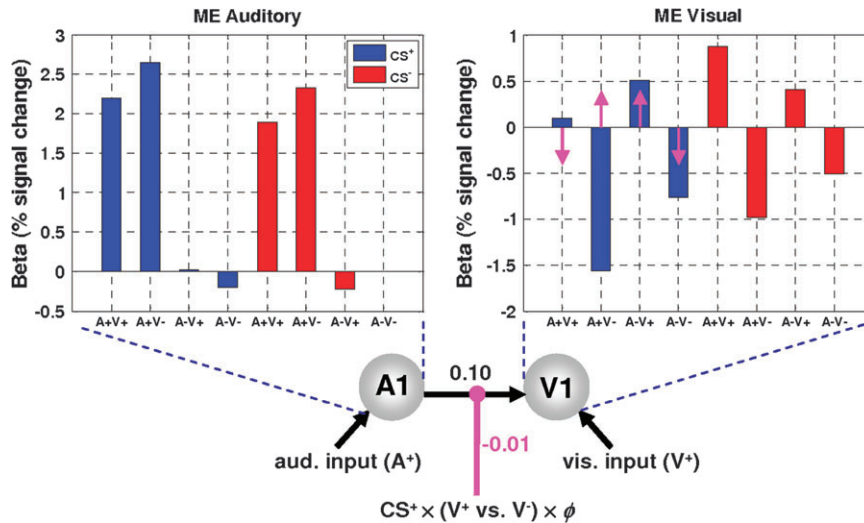 ME Auditory
Beta (% signal change)
3
2.5
2
1.5
1
0.5
0
-0.5
CS⁺
CS⁻
A+V+ A+V- A-V+ A-V- A+V+ A+V- A-V+ A-V-
ME Visual
Beta (% signal change)
1
0.5
0
-0.5
-1
-1.5
-2
A+V+ A+V- A-V+ A-V- A+V+ A+V- A-V+ A-V-
A1
0.10
V1
-0.01
aud. input (A⁺)
vis. input (V⁺)
CS⁺ × (V⁺ vs. V⁻) × ϕ